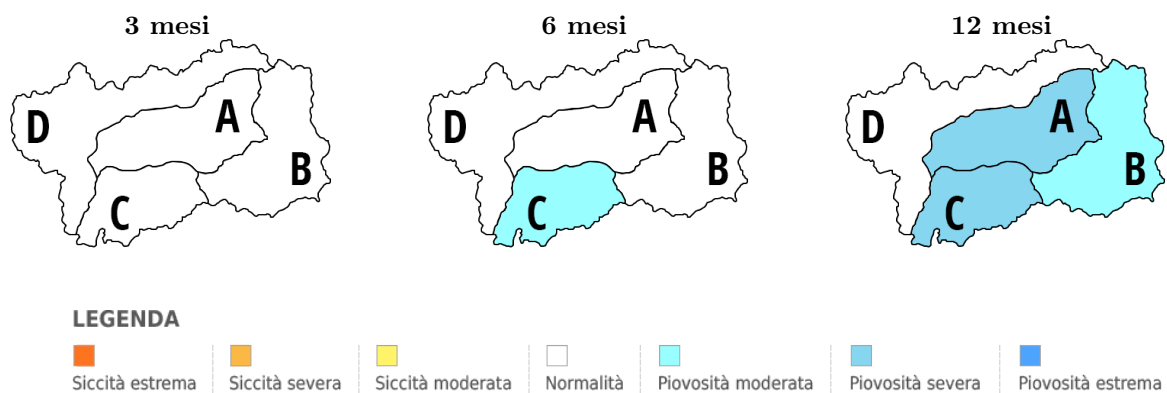 3 mesi 6 mesi 12 mesi
D A B C
D A B C
D A B C
LEGENDA
Siccità estrema Siccità severa Siccità moderata Normalità Piovosità moderata Piovosità severa Piovosità estrema